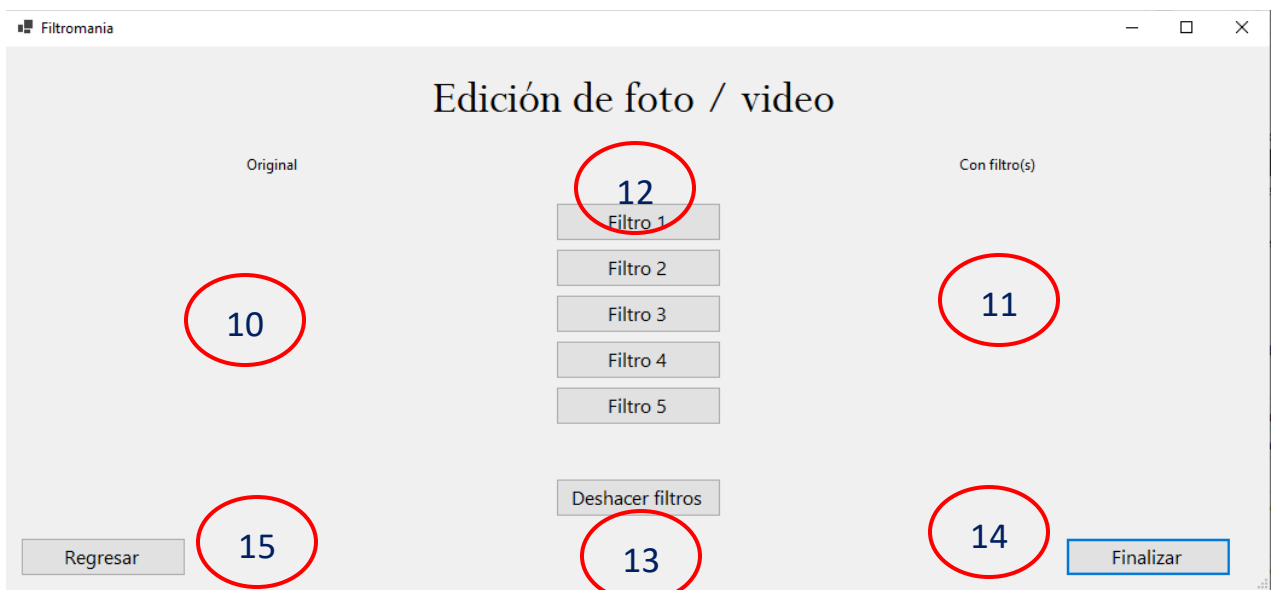 Filtromania
Edición de foto / video
Original
Con filtro(s)
12
Filtro 1
Filtro 2
10
Filtro 3
11
Filtro 4
Filtro 5
Deshacer filtros
Regresar
15
13
14
Finalizar